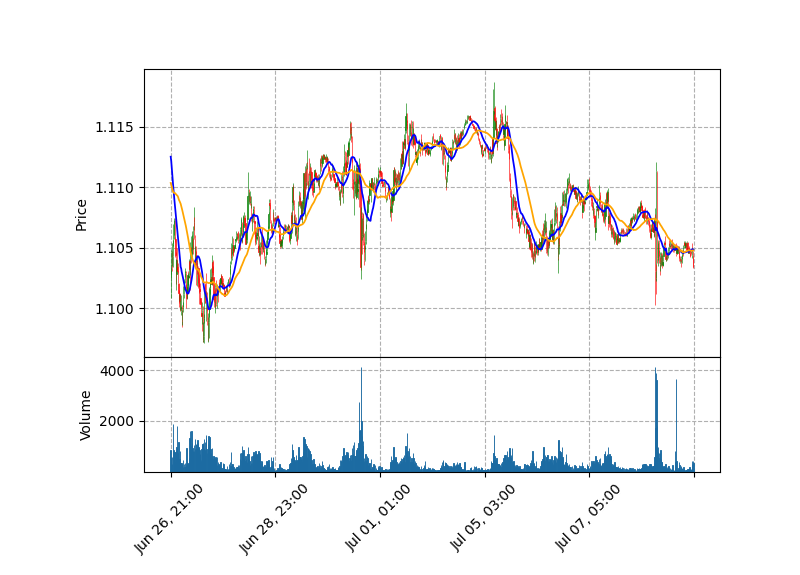 Price
1.115
1.110
1.105
1.100
Volume
4000
2000
Jun 26, 21:00
Jun 28, 23:00
Jul 01, 01:00
Jul 05, 03:00
Jul 07, 05:00